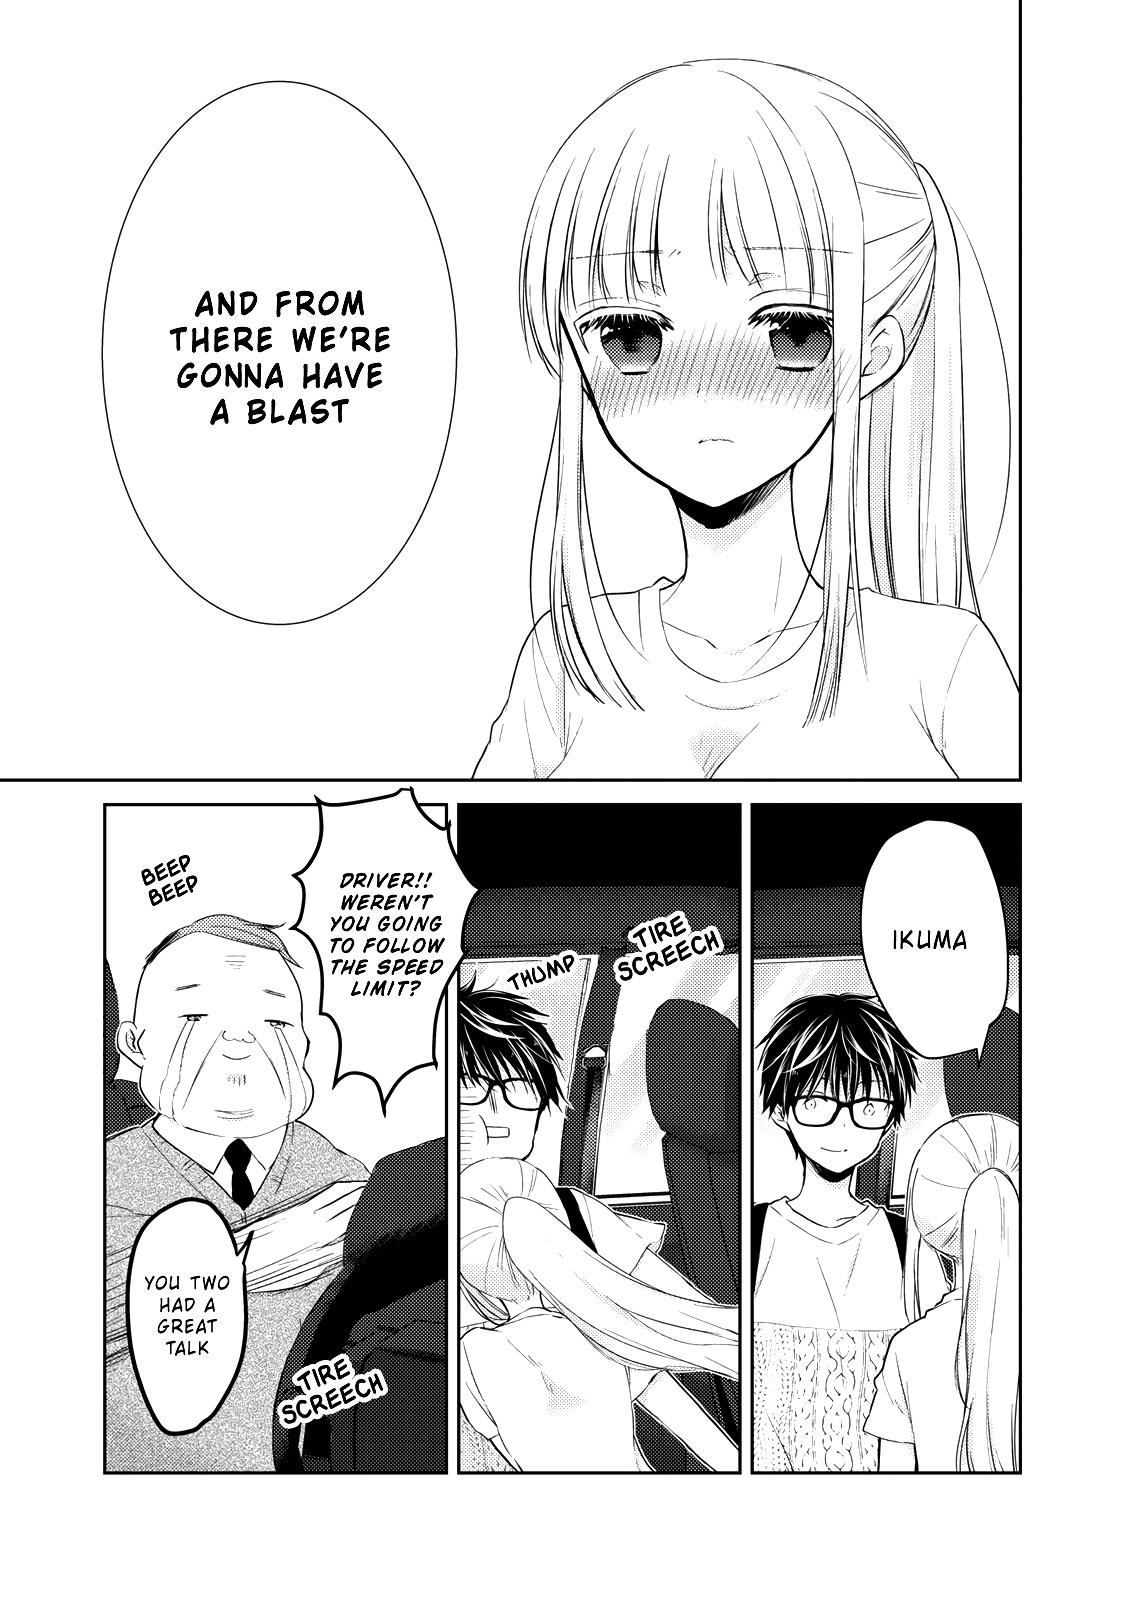 AND FROM
THERE WE'RE
GONNA HAVE
A BLAST
IKUMA
TIRE
SCREECH
THUMP
DRIVER!!
WEREN'T
YOU GOING
TO FOLLOW
THE SPEED
LIMIT?
BEEP
BEEP
YOU TWO
HAD A
GREAT
TALK
TIRE
SCREECH